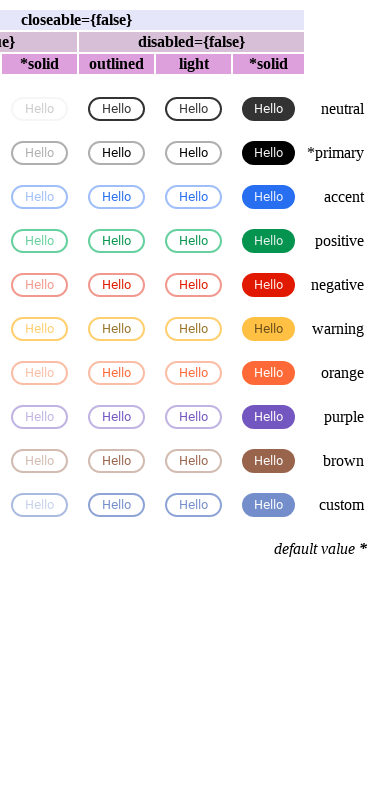 closeable={false}
ue} disabled={false}
*solid outlined light *solid
Hello Hello Hello Hello neutral
Hello Hello Hello Hello *primary
Hello Hello Hello Hello accent
Hello Hello Hello Hello positive
Hello Hello Hello Hello negative
Hello Hello Hello Hello warning
Hello Hello Hello Hello orange
Hello Hello Hello Hello purple
Hello Hello Hello Hello brown
Hello Hello Hello Hello custom
default value *